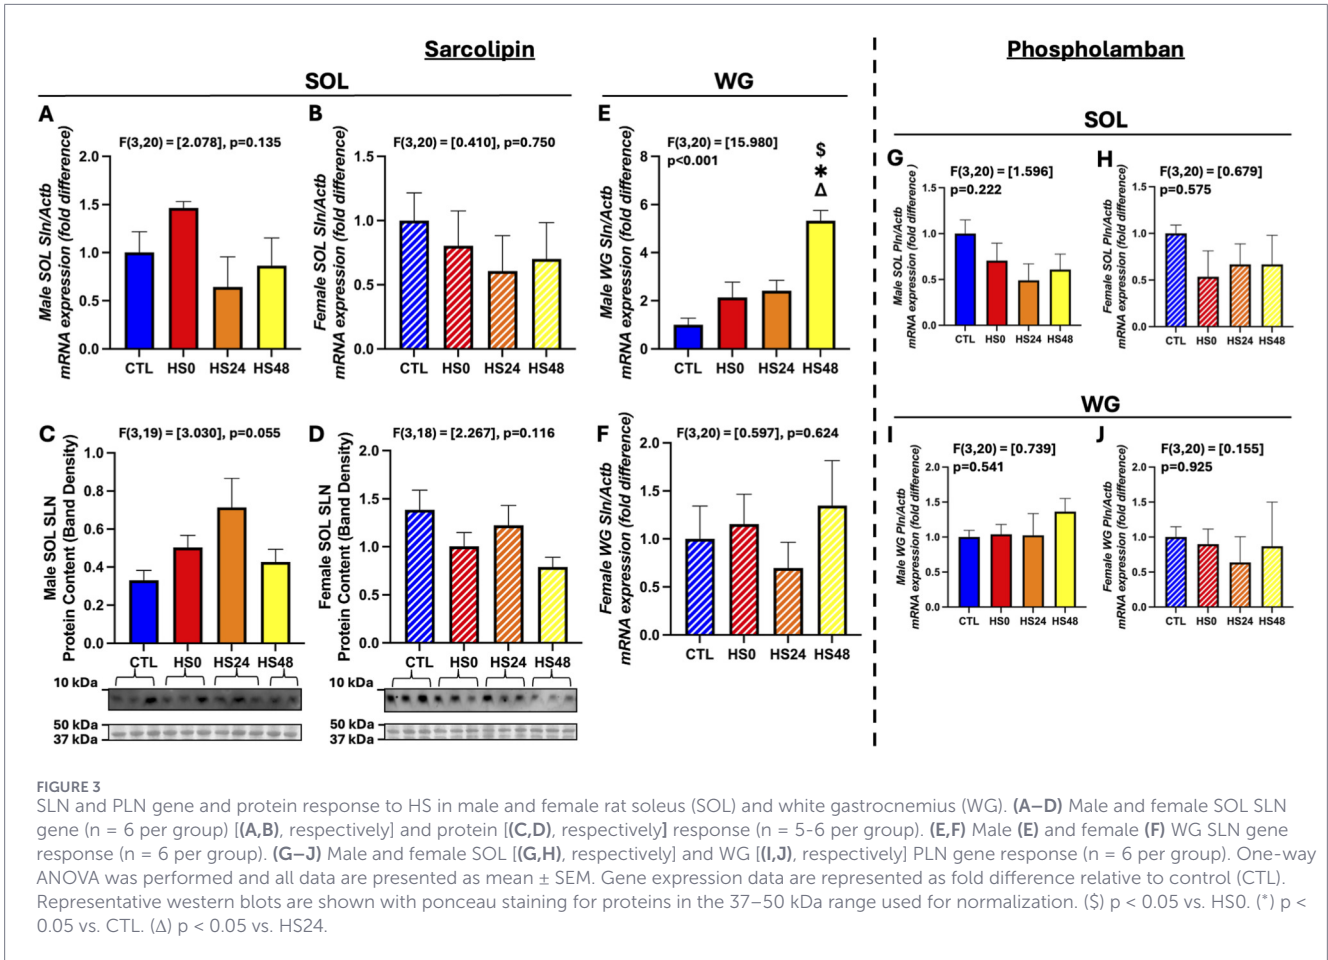 Sarcolipin
Phospholamban
SOL
WG
A
F(3,20) = [2.078], p=0.135
Male SOL Sln/Actb
mRNA expression (fold difference)
2.0
1.5
1.0
0.5
0.0
CTL HS0 HS24 HS48
B
F(3,20) = [0.410], p=0.750
Female SOL Sln/Actb
mRNA expression (fold difference)
1.5
1.0
0.5
0.0
CTL HS0 HS24 HS48
E
F(3,20) = [15.980]
p<0.001
Male WG Sln/Actb
mRNA expression (fold difference)
8
6
4
2
0
$
*
Δ
CTL HS0 HS24 HS48
SOL
G
F(3,20) = [1.596]
p=0.222
Male SOL Pln/Actb
mRNA expression (fold difference)
1.5
1.0
0.5
0.0
CTL HS0 HS24 HS48
H
F(3,20) = [0.679]
p=0.575
Female SOL Pln/Actb
mRNA expression (fold difference)
1.5
1.0
0.5
0.0
CTL HS0 HS24 HS48
C
F(3,19) = [3.030], p=0.055
Male SOL SLN
Protein Content (Band Density)
1.0
0.8
0.6
0.4
0.2
0.0
CTL HS0 HS24 HS48
10 kDa
50 kDa
37 kDa
D
F(3,18) = [2.267], p=0.116
Female SOL SLN
Protein Content (Band Density)
2.0
1.5
1.0
0.5
0.0
CTL HS0 HS24 HS48
10 kDa
50 kDa
37 kDa
F
F(3,20) = [0.597], p=0.624
Female WG Sln/Actb
mRNA expression (fold difference)
2.0
1.5
1.0
0.5
0.0
CTL HS0 HS24 HS48
WG
I
F(3,20) = [0.739]
p=0.541
Male WG Pln/Actb
mRNA expression (fold difference)
2.0
1.5
1.0
0.5
0.0
CTL HS0 HS24 HS48
J
F(3,20) = [0.155]
p=0.925
Female WG Pln/Actb
mRNA expression (fold difference)
2.0
1.5
1.0
0.5
0.0
CTL HS0 HS24 HS48
FIGURE 3
SLN and PLN gene and protein response to HS in male and female rat soleus (SOL) and white gastrocnemius (WG). (A–D) Male and female SOL SLN
gene (n = 6 per group) [(A,B), respectively] and protein [(C,D), respectively] response (n = 5-6 per group). (E,F) Male (E) and female (F) WG SLN gene
response (n = 6 per group). (G–J) Male and female SOL [(G,H), respectively] and WG [(I,J), respectively] PLN gene response (n = 6 per group). One-way
ANOVA was performed and all data are presented as mean ± SEM. Gene expression data are represented as fold difference relative to control (CTL).
Representative western blots are shown with ponceau staining for proteins in the 37–50 kDa range used for normalization. ($) p < 0.05 vs. HS0. (*) p <
0.05 vs. CTL. (Δ) p < 0.05 vs. HS24.